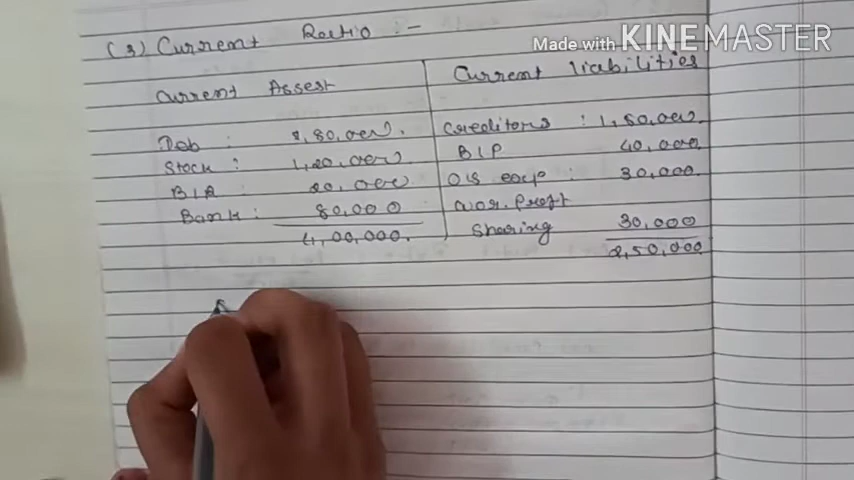 Made with KINEMASTER
(3) Current Ratio :-
Current Assest
Current liabilities
Deb : 1,80,000.
Creditors : 1,50,000.
Stock : 1,20,000
B/P 40,000.
B/R : 20,000
O/S exp : 30,000.
Bank : 80,000
wor. Profit
Sharing 30,000
4,00,000.
2,50,000